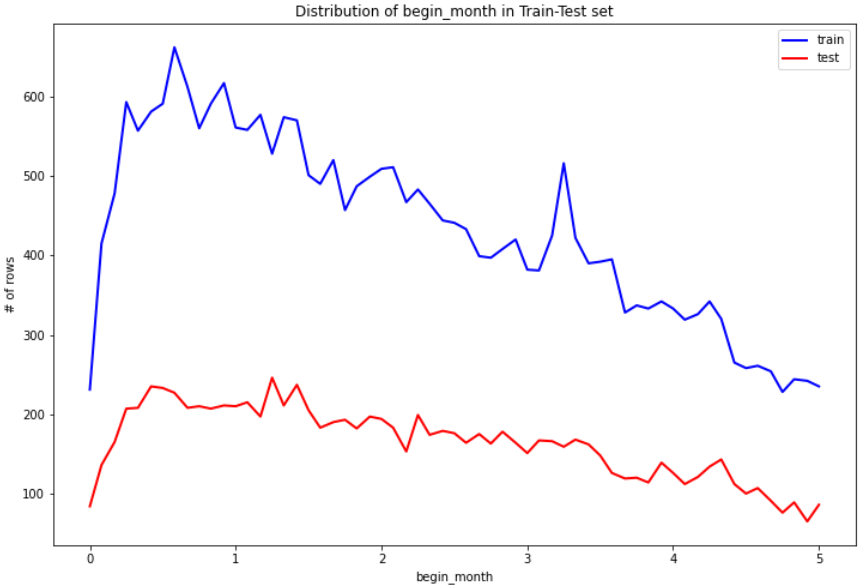 Distribution of begin_month in Train-Test set
train
test
# of rows
600
500
400
300
200
100
0 1 2 3 4 5
begin_month